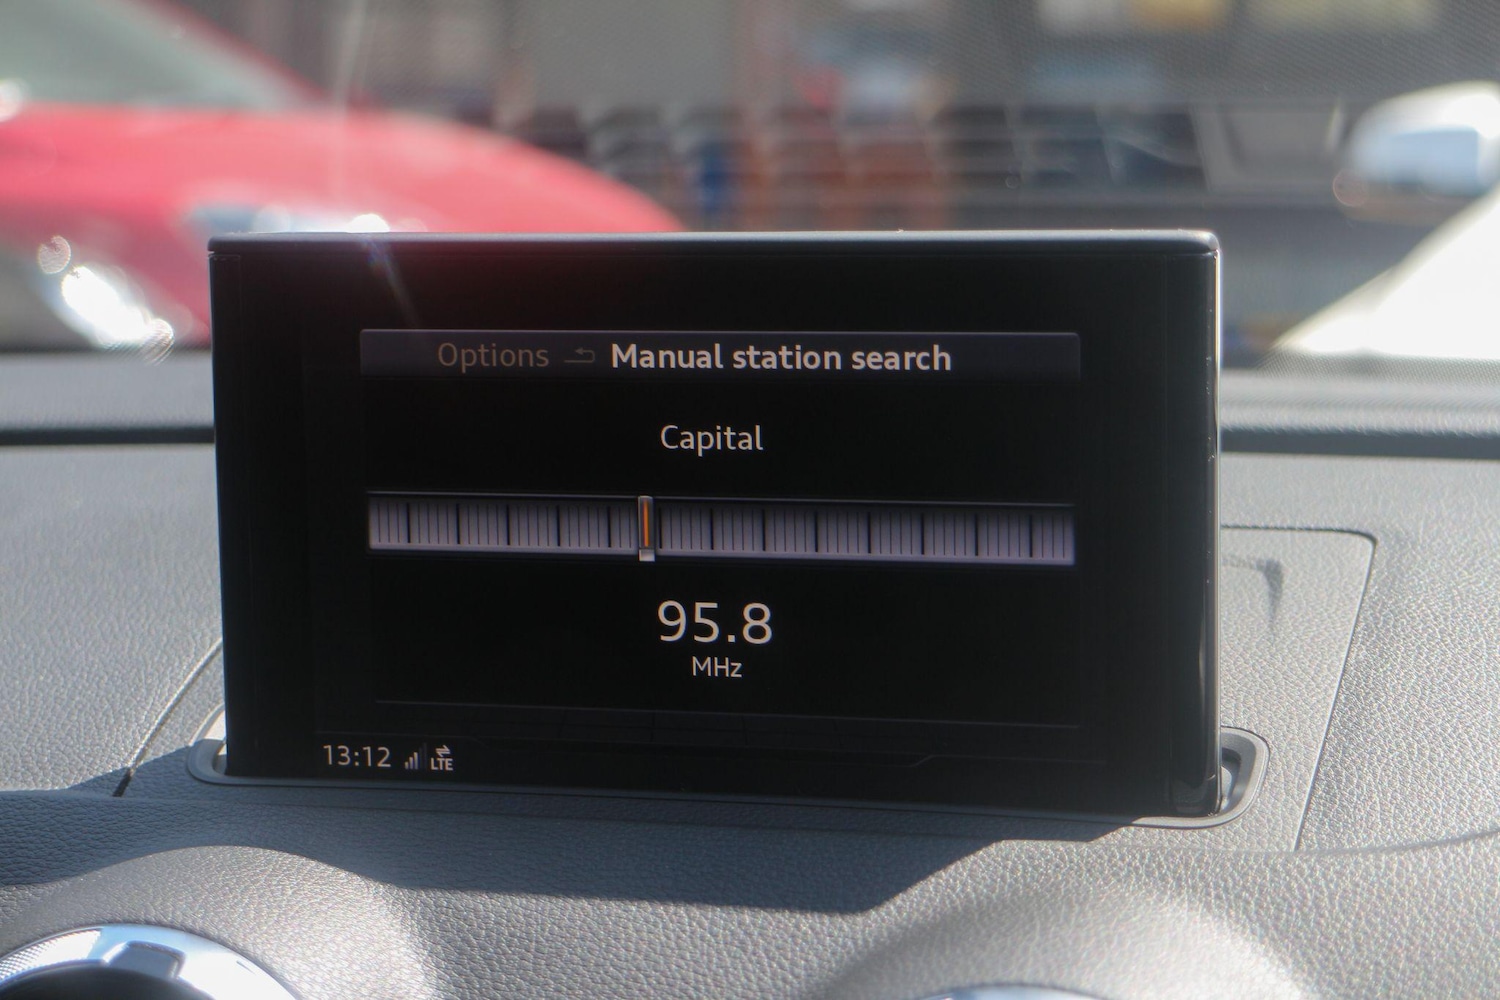 Options Manual station search
Capital
95.8
MHz
13:12 LTE